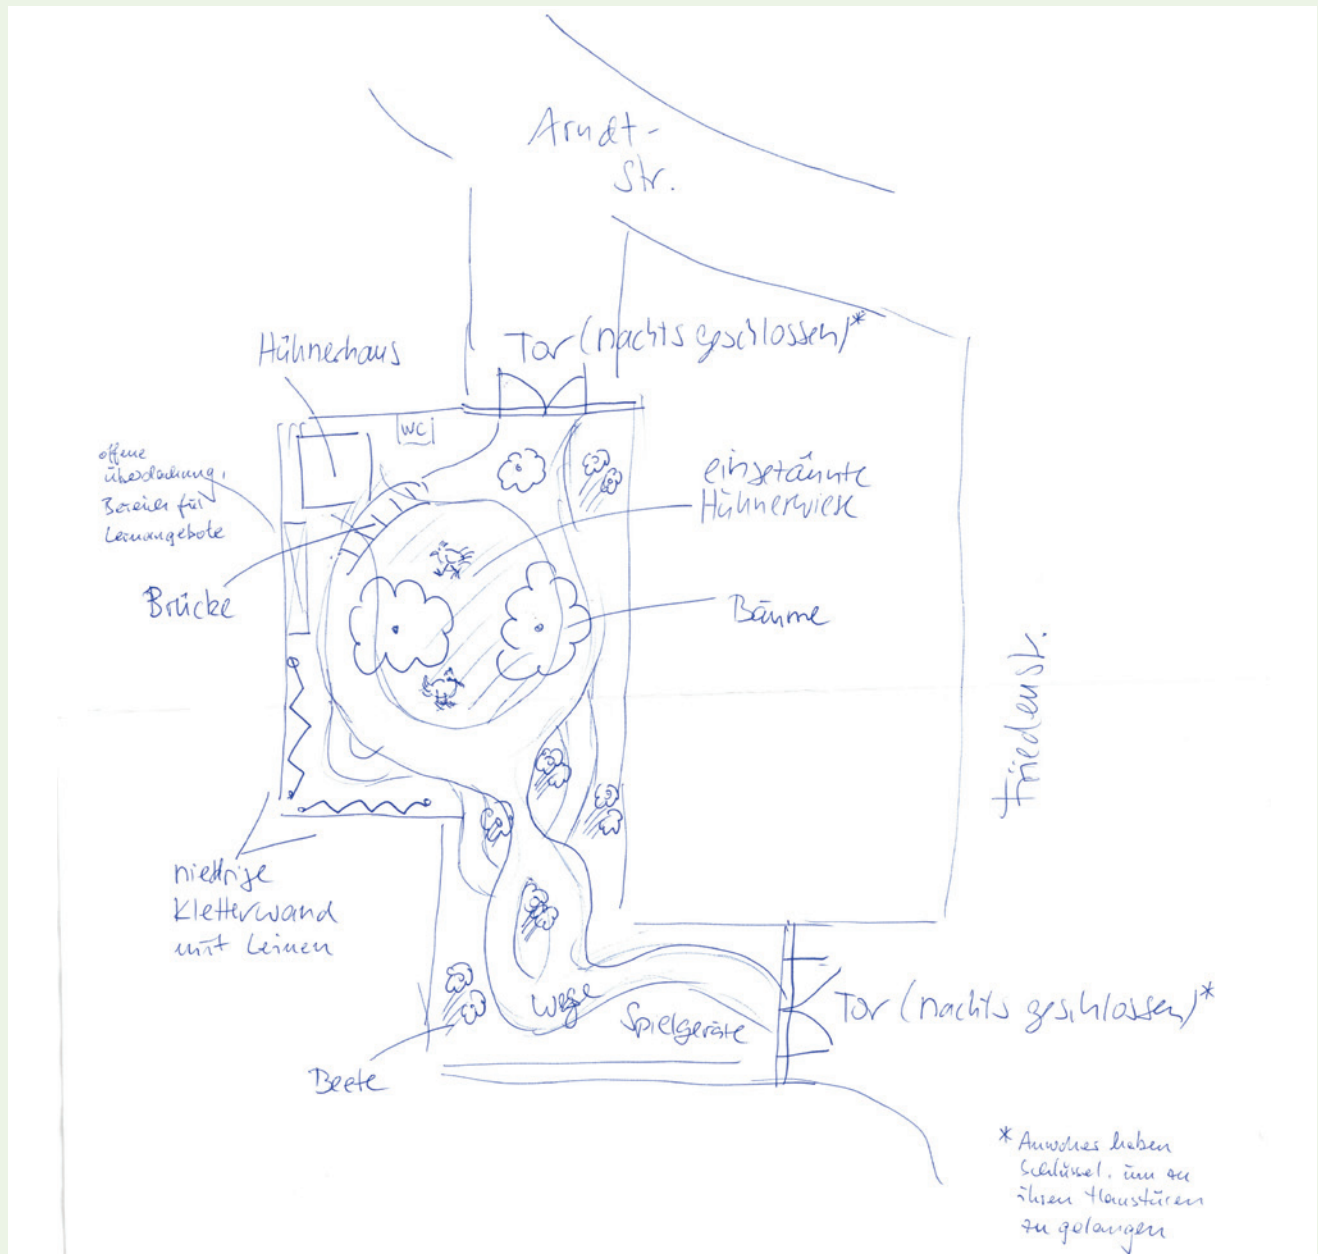 Arndt-
Str.
Tor (nachts geschlossen)*
Hühnerhaus
WC
offene
Überdachung,
Bereich für
Lernangebote
eingezäunte
Hühnerwiese
Brücke
Bäume
Friedenstr.
niedrige
Kletterwand
mit Leinen
Wege
Spielgeräte
Tor (nachts geschlossen)*
Beete
* Anwohner haben
Schlüssel, um zu
ihren Haustüren
zu gelangen